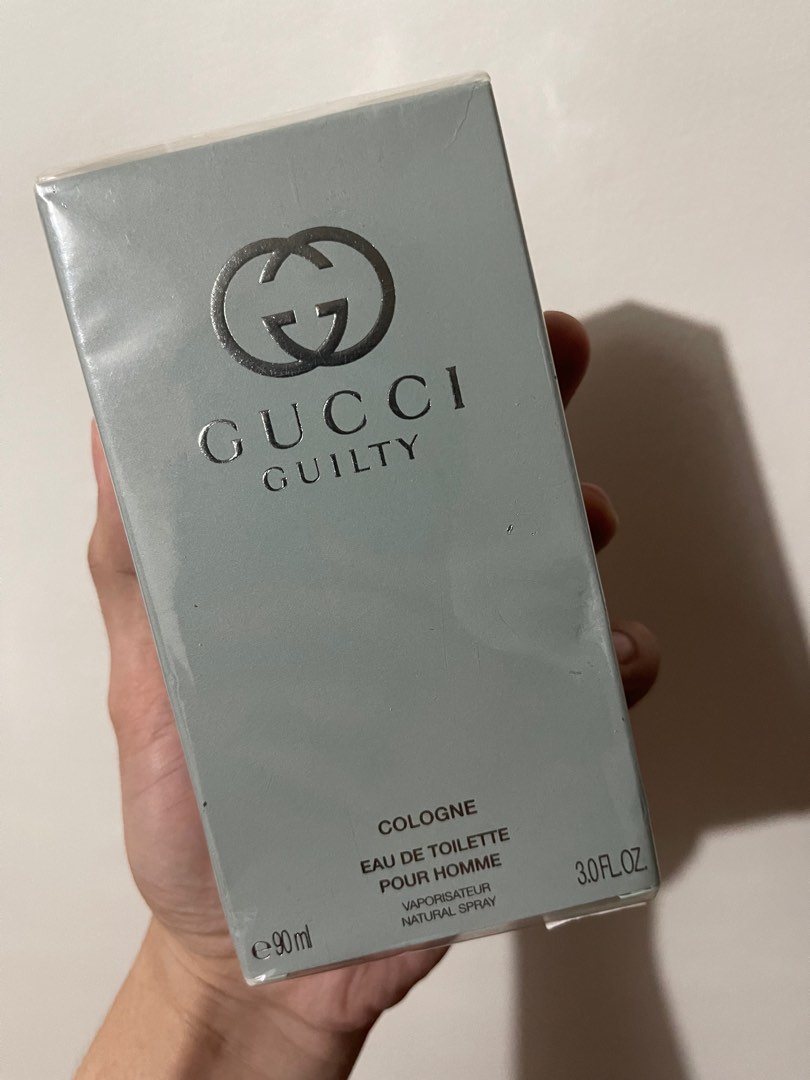 GUCCI
GUILTY
COLOGNE
EAU DE TOILETTE
POUR HOMME
VAPORISATEUR
NATURAL SPRAY
℮90ml
3.0FL.OZ.